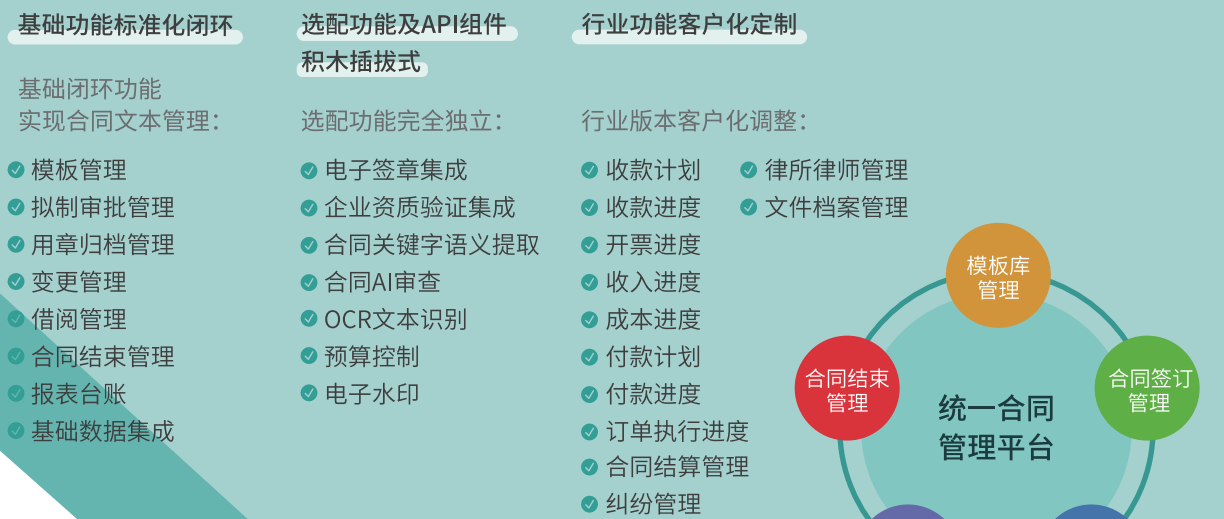 基础功能标准化闭环
基础闭环功能
实现合同文本管理：
模板管理
拟制审批管理
用章归档管理
变更管理
借阅管理
合同结束管理
报表台账
基础数据集成
选配功能及API组件
积木插拔式
选配功能完全独立：
电子签章集成
企业资质验证集成
合同关键字语义提取
合同AI审查
OCR文本识别
预算控制
电子水印
行业功能客户化定制
行业版本客户化调整：
收款计划
收款进度
开票进度
收入进度
成本进度
付款计划
付款进度
订单执行进度
合同结算管理
纠纷管理
律所律师管理
文件档案管理
模板库
管理
合同结束
管理
合同签订
管理
统一合同
管理平台